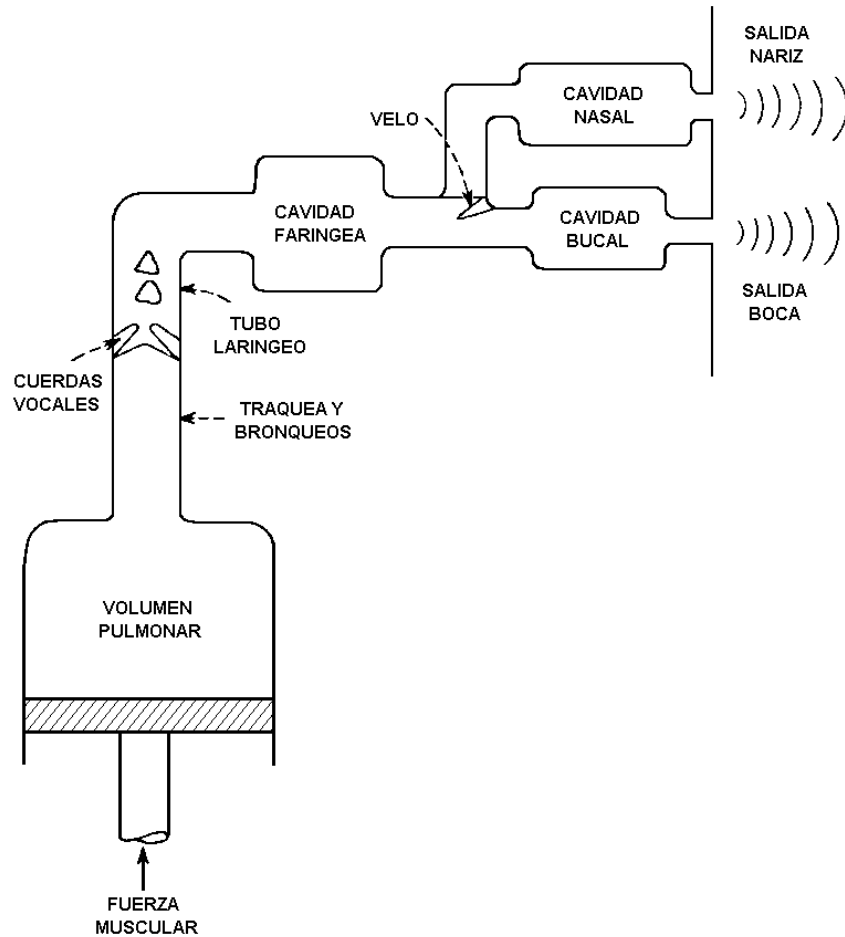 SALIDA
NARIZ
CAVIDAD
NASAL
VELO
CAVIDAD
FARINGEA
CAVIDAD
BUCAL
SALIDA
BOCA
TUBO
LARINGEO
CUERDAS
VOCALES
TRAQUEA Y
BRONQUEOS
VOLUMEN
PULMONAR
FUERZA
MUSCULAR